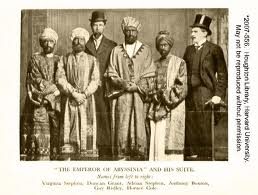 "THE EMPEROR OF ABYSSINIA" AND HIS SUITE.
Names from left to right:
Virginia Stephen, Duncan Grant, Adrian Stephen, Anthony Buxton,
Guy Ridley, Horace Cole.
*2007-556. Houghton Library, Harvard University.
May not be reproduced without permission.